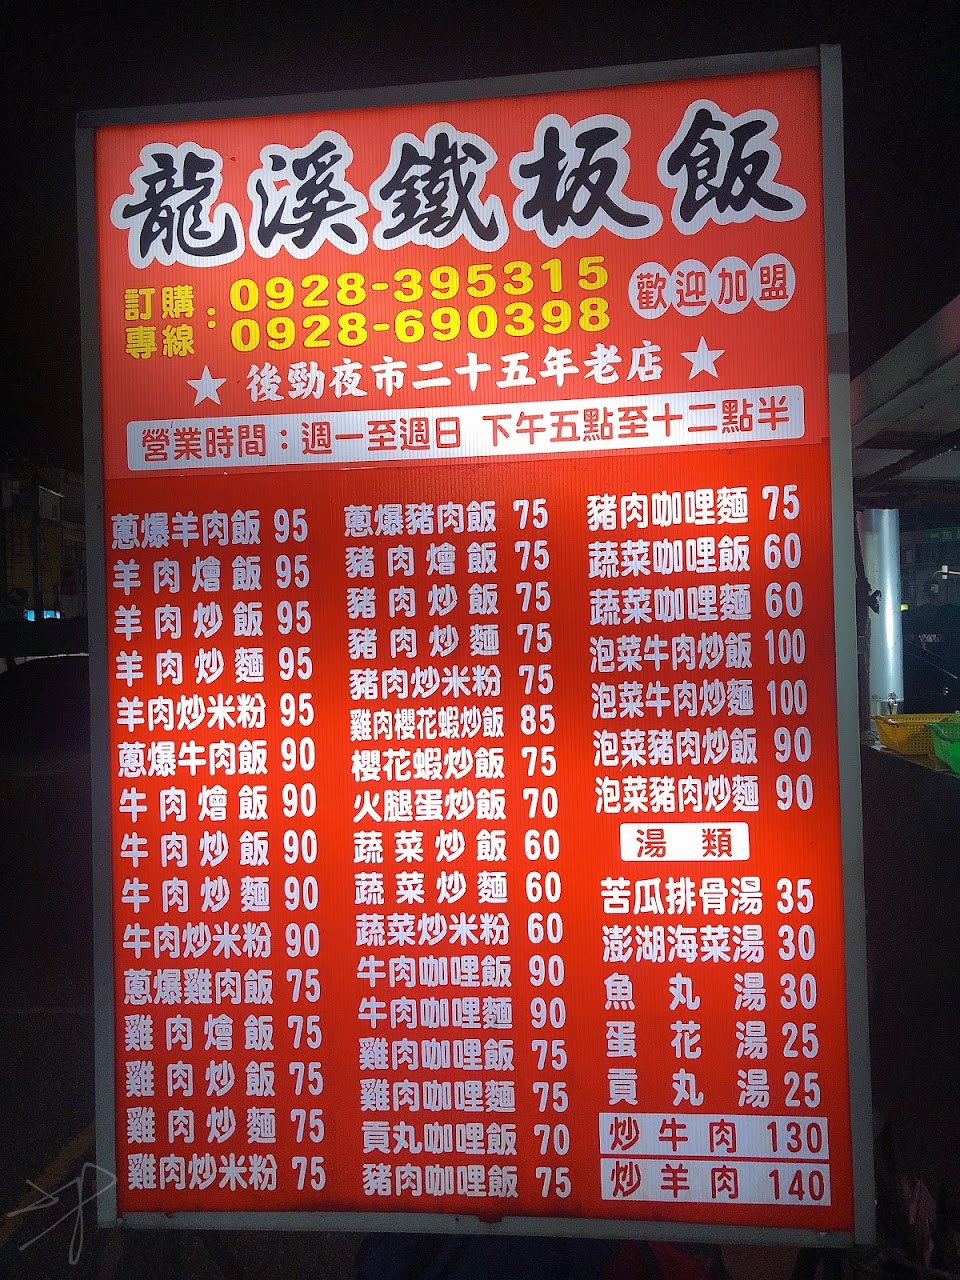 龍溪鐵板飯
訂購專線：0928-395315
0928-690398
歡迎加盟
★後勁夜市二十五年老店★
營業時間：週一至週日 下午五點至十二點半
蔥爆羊肉飯 95
羊肉燴飯 95
羊肉炒飯 95
羊肉炒麵 95
羊肉炒米粉 95
蔥爆牛肉飯 90
牛肉燴飯 90
牛肉炒飯 90
牛肉炒麵 90
牛肉炒米粉 90
蔥爆雞肉飯 75
雞肉燴飯 75
雞肉炒飯 75
雞肉炒麵 75
雞肉炒米粉 75
蔥爆豬肉飯 75
豬肉燴飯 75
豬肉炒飯 75
豬肉炒麵 75
豬肉炒米粉 75
雞肉櫻花蝦炒飯 85
櫻花蝦炒飯 75
火腿蛋炒飯 70
蔬菜炒飯 60
蔬菜炒麵 60
蔬菜炒米粉 60
牛肉咖哩飯 90
牛肉咖哩麵 90
雞肉咖哩飯 75
雞肉咖哩麵 75
貢丸咖哩飯 70
豬肉咖哩飯 75
豬肉咖哩麵 75
蔬菜咖哩飯 60
蔬菜咖哩麵 60
泡菜牛肉炒飯 100
泡菜牛肉炒麵 100
泡菜豬肉炒飯 90
泡菜豬肉炒麵 90
湯類
苦瓜排骨湯 35
澎湖海菜湯 30
魚丸湯 30
蛋花湯 25
貢丸湯 25
炒牛肉 130
炒羊肉 140